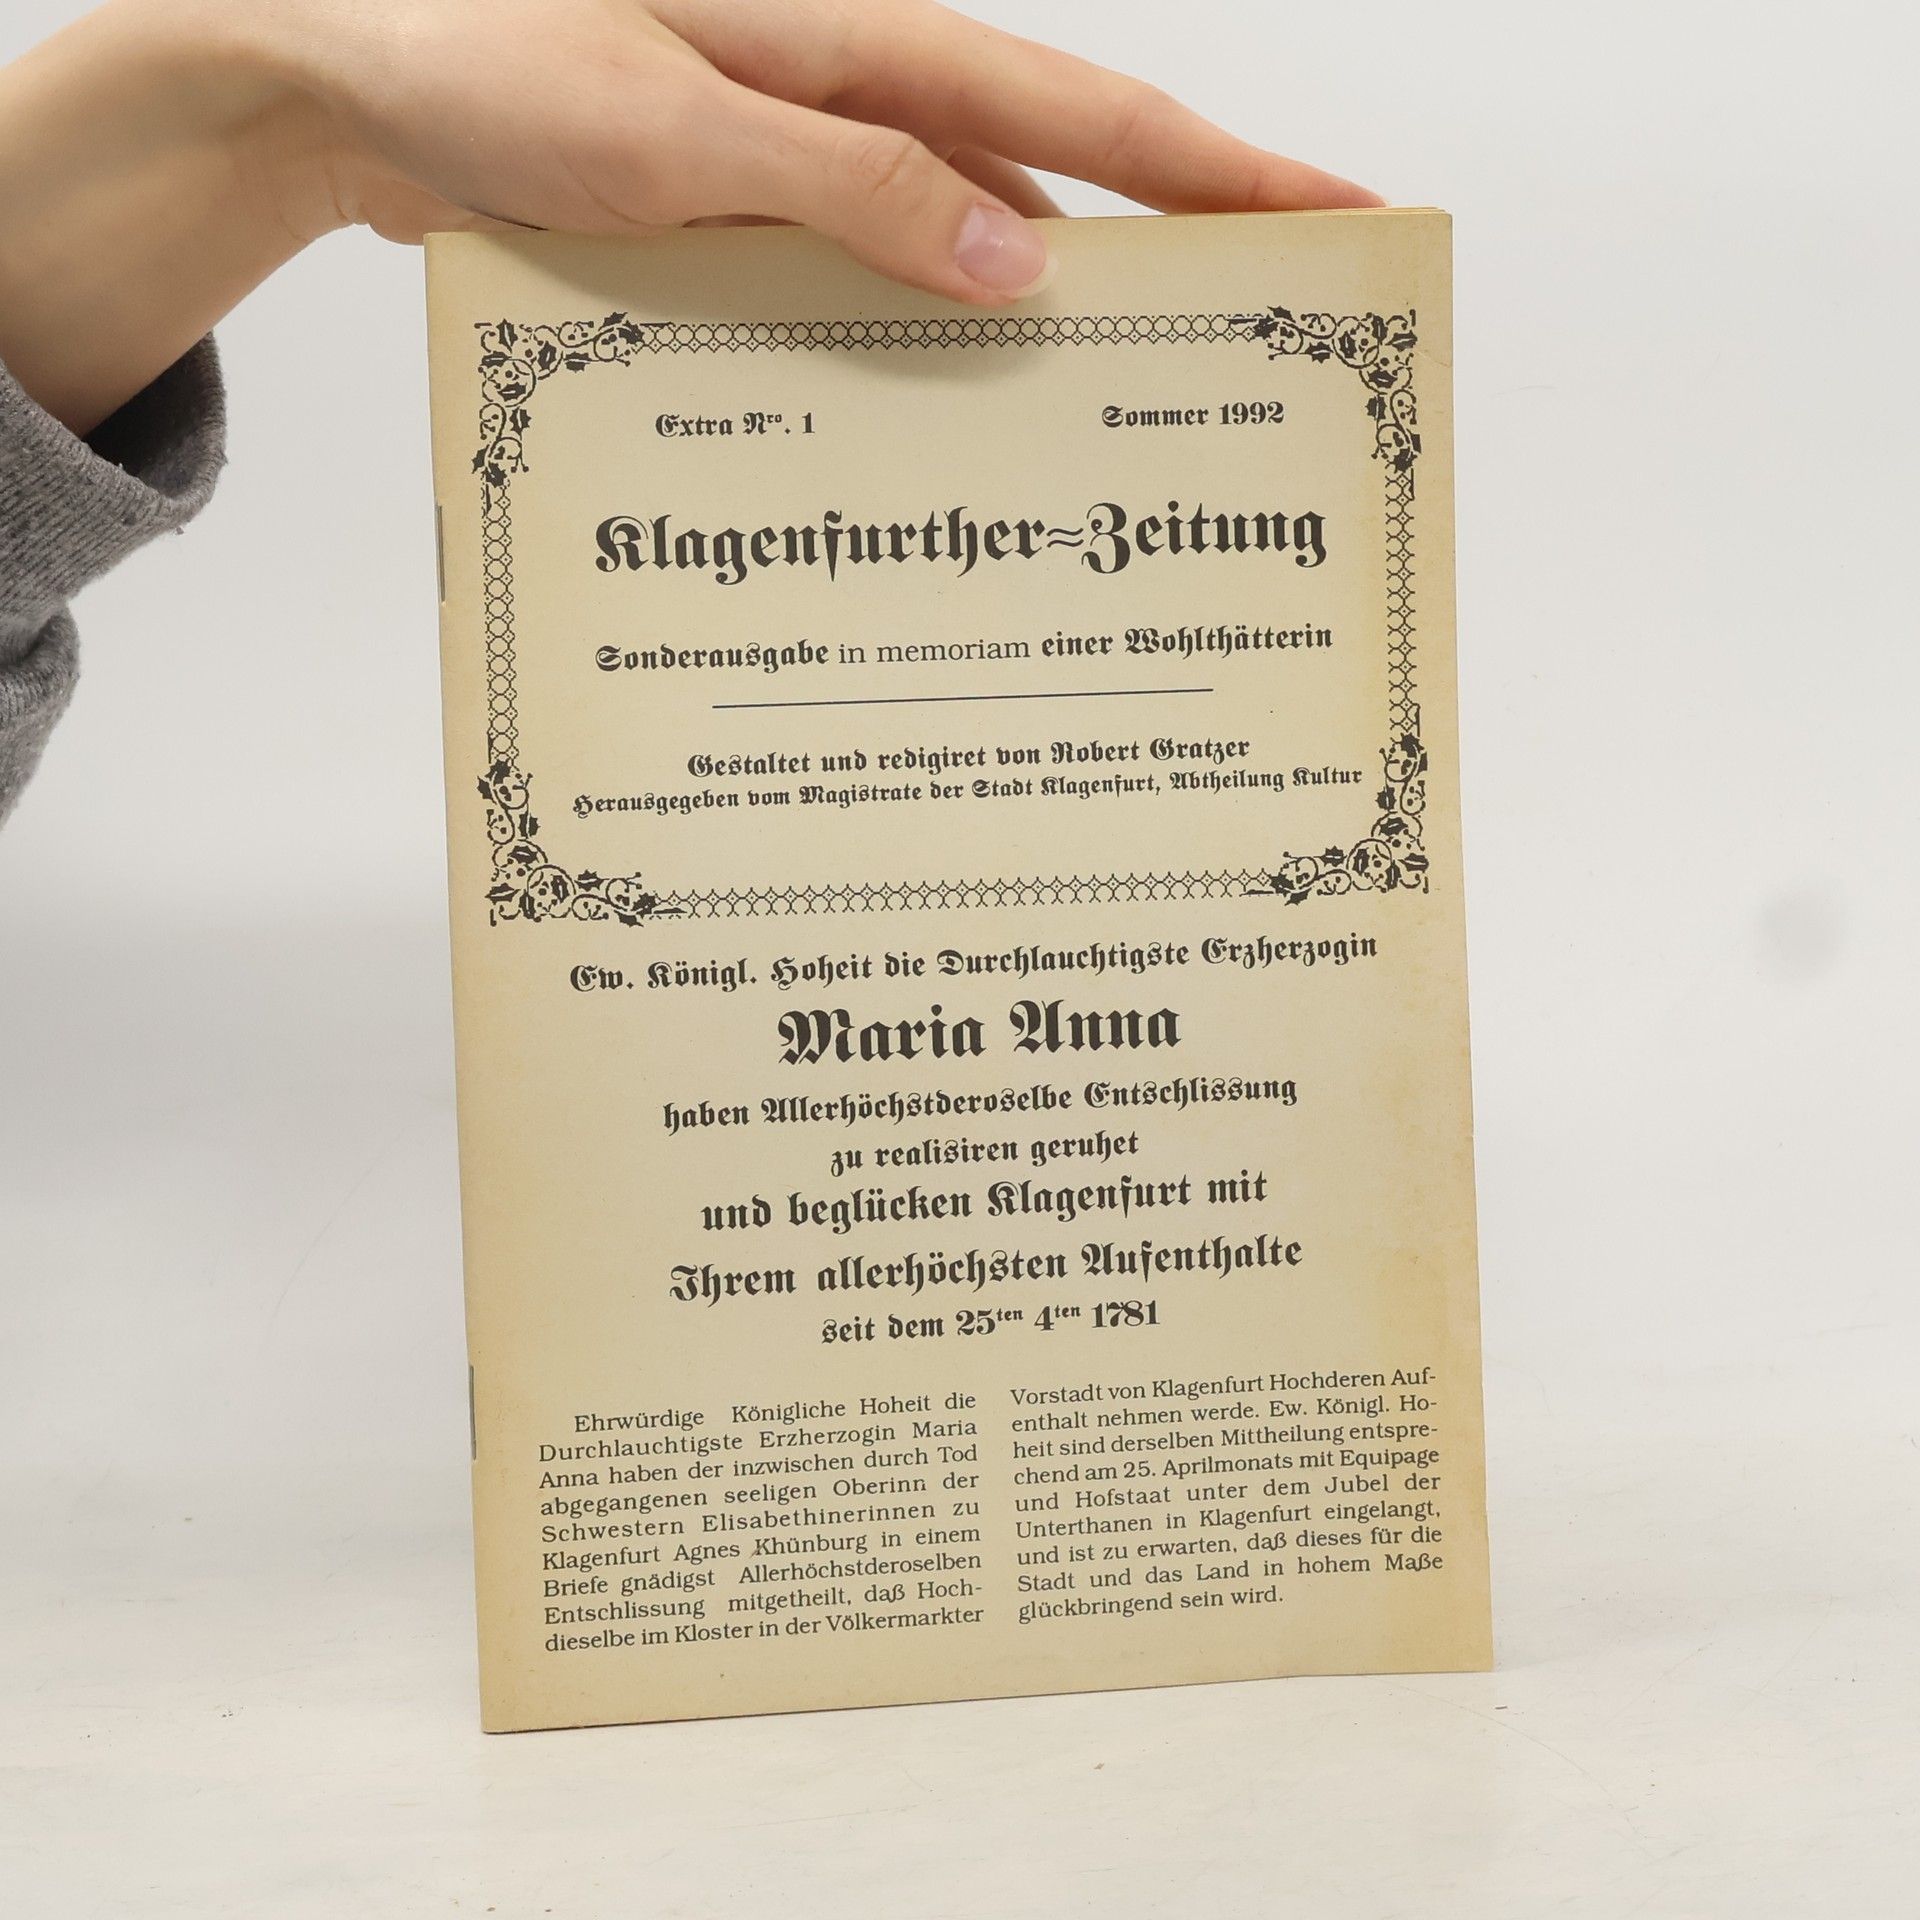 Extra Nro. 1
Sommer 1992
Klagenfurther=Zeitung
Sonderausgabe in memoriam einer Wohlthätterin
Gestaltet und redigiret von Robert Gratzer
Herausgegeben vom Magistrate der Stadt Klagenfurt, Abtheilung Kultur
Ew. Königl. Hoheit die Durchlauchtigste Erzherzogin
Maria Anna
haben Allerhöchstderoselbe Entschlissung
zu realisiren geruhet
und beglücken Klagenfurt mit
Ihrem allerhöchsten Aufenthalte
seit dem 25ten 4ten 1781
Ehrwürdige Königliche Hoheit die
Durchlauchtigste Erzherzogin Maria
Anna haben der inzwischen durch Tod
abgegangenen seeligen Oberinn der
Schwestern Elisabethinerinnen zu
Klagenfurt Agnes Khünburg in einem
Briefe gnädigst Allerhöchstderoselben
Entschlissung mitgetheilt, daß Hoch-
dieselbe im Kloster in der Völkermarkter
Vorstadt von Klagenfurt Hochderen Auf-
enthalt nehmen werde. Ew. Königl. Ho-
heit sind derselben Mittheilung entspre-
chend am 25. Aprilmonats mit Equipage
und Hofstaat unter dem Jubel der
Unterthanen in Klagenfurt eingelangt,
und ist zu erwarten, daß dieses für die
Stadt und das Land in hohem Maße
glückbringend sein wird.